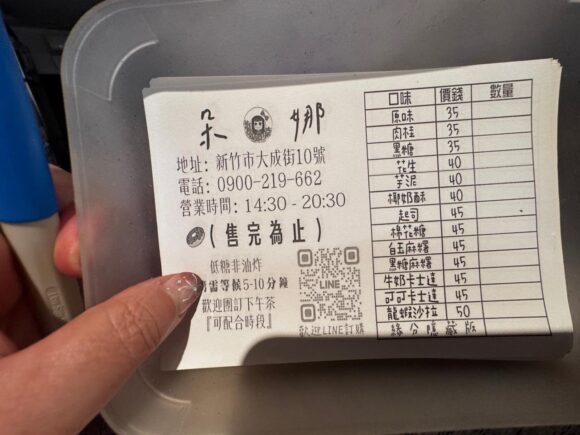 朵 娜
地址: 新竹市大成街10號
電話: 0900-219-662
營業時間: 14:30 - 20:30
(售完為止)
低糖非油炸
需等候5-10分鐘
歡迎團訂下午茶
『可配合時段』
LINE
歡迎LINE訂購
口味 價錢 數量
原味 35
肉桂 35
黑糖 35
花生 40
芋泥 40
椰奶酥 40
起司 45
棉花糖 45
白玉麻糬 45
黑糖麻糬 45
牛奶卡士達 45
可可卡士達 45
龍蝦沙拉 50
緣分隱藏版